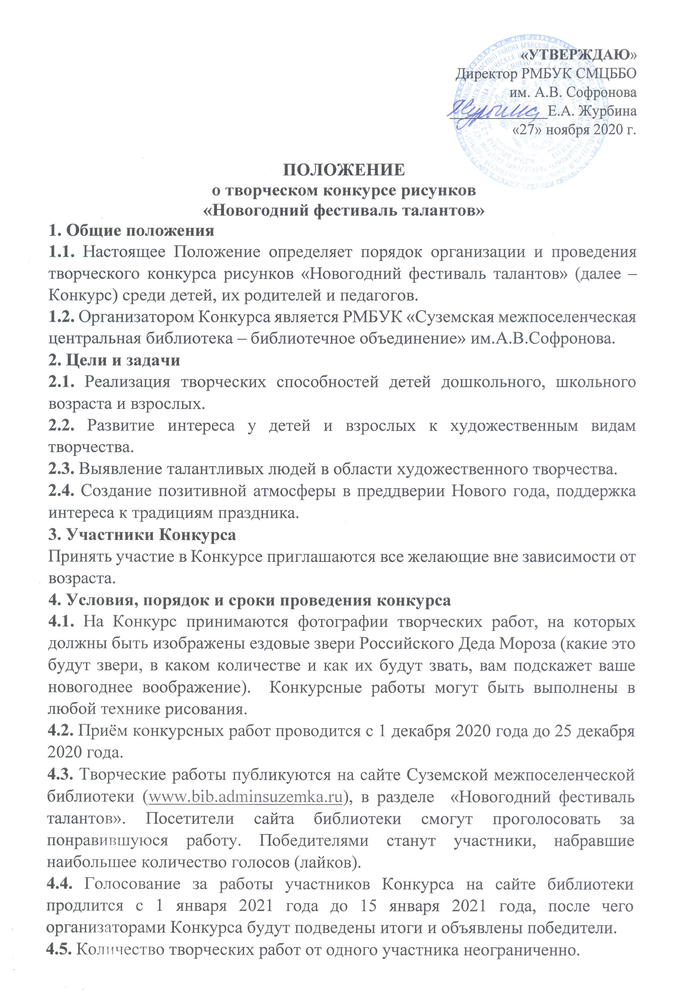 «УТВЕРЖДАЮ»
Директор РМБУК СМЦББО
им. А.В. Софронова
Е.А. Журбина
«27» ноября 2020 г.
ПОЛОЖЕНИЕ
о творческом конкурсе рисунков
«Новогодний фестиваль талантов»
1. Общие положения
1.1. Настоящее Положение определяет порядок организации и проведения
творческого конкурса рисунков «Новогодний фестиваль талантов» (далее –
Конкурс) среди детей, их родителей и педагогов.
1.2. Организатором Конкурса является РМБУК «Суземская межпоселенческая
центральная библиотека – библиотечное объединение» им.А.В.Софронова.
2. Цели и задачи
2.1. Реализация творческих способностей детей дошкольного, школьного
возраста и взрослых.
2.2. Развитие интереса у детей и взрослых к художественным видам
творчества.
2.3. Выявление талантливых людей в области художественного творчества.
2.4. Создание позитивной атмосферы в преддверии Нового года, поддержка
интереса к традициям праздника.
3. Участники Конкурса
Принять участие в Конкурсе приглашаются все желающие вне зависимости от
возраста.
4. Условия, порядок и сроки проведения конкурса
4.1. На Конкурс принимаются фотографии творческих работ, на которых
должны быть изображены ездовые звери Российского Деда Мороза (какие это
будут звери, в каком количестве и как их будут звать, вам подскажет ваше
новогоднее воображение). Конкурсные работы могут быть выполнены в
любой технике рисования.
4.2. Приём конкурсных работ проводится с 1 декабря 2020 года до 25 декабря
2020 года.
4.3. Творческие работы публикуются на сайте Суземской межпоселенческой
библиотеки (www.bib.adminsuzemka.ru), в разделе «Новогодний фестиваль
талантов». Посетители сайта библиотеки смогут проголосовать за
понравившуюся работу. Победителями станут участники, набравшие
наибольшее количество голосов (лайков).
4.4. Голосование за работы участников Конкурса на сайте библиотеки
продлится с 1 января 2021 года до 15 января 2021 года, после чего
организаторами Конкурса будут подведены итоги и объявлены победители.
4.5. Количество творческих работ от одного участника неограниченно.